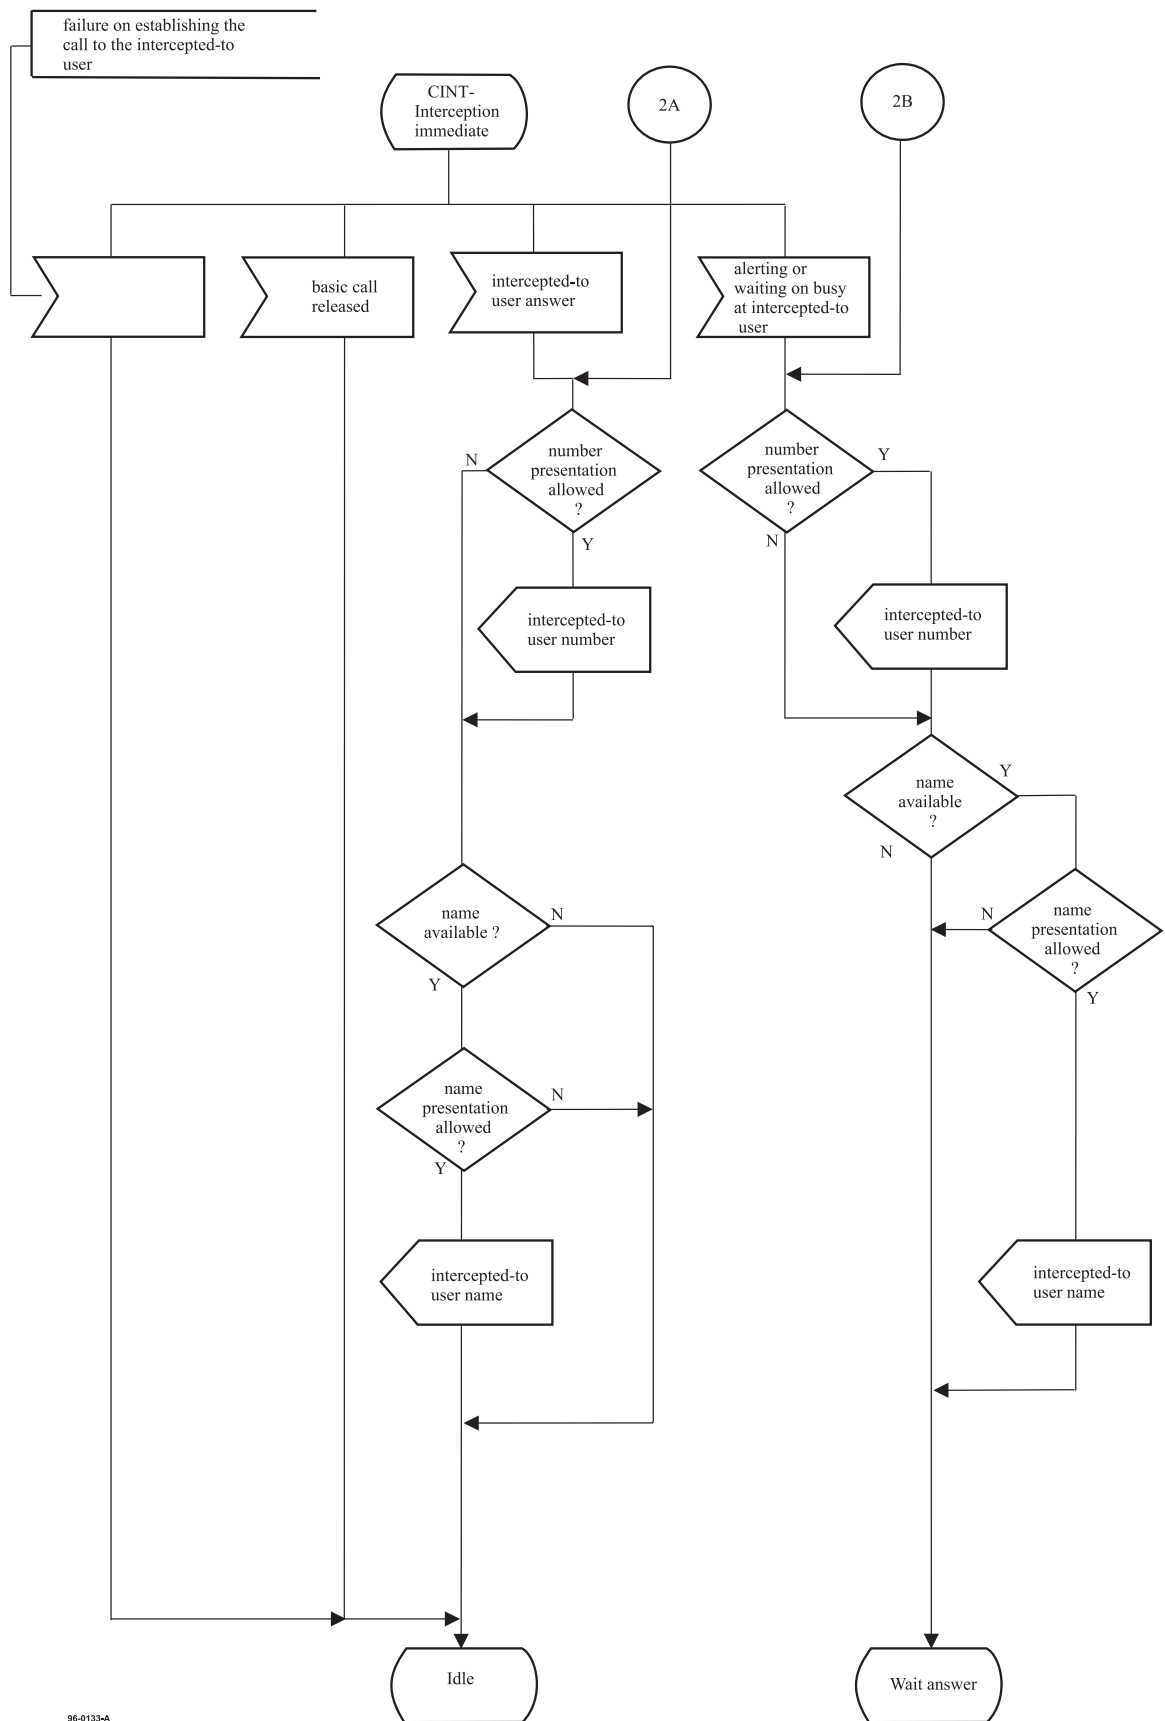 failure on establishing the
call to the intercepted-to
user
CINT-
Interception
immediate
2A
2B
basic call
released
intercepted-to
user answer
alerting or
waiting on busy
at intercepted-to
user
number
presentation
allowed
?
N
Y
number
presentation
allowed
?
Y
N
intercepted-to
user number
intercepted-to
user number
name
available
?
Y
N
name
available ?
N
Y
name
presentation
allowed
?
N
Y
name
presentation
allowed
?
N
Y
intercepted-to
user name
intercepted-to
user name
Idle
Wait answer
96-0133-A